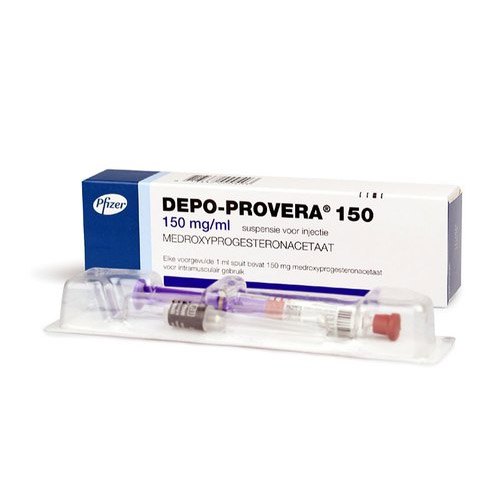 Pfizer
DEPO-PROVERA® 150
150 mg/ml suspensie voor injectie
MEDROXYPROGESTERONACETAAT
Elke voorgevulde 1 ml spuit bevat 150 mg medroxyprogesteronacetaat
voor intramusculair gebruik